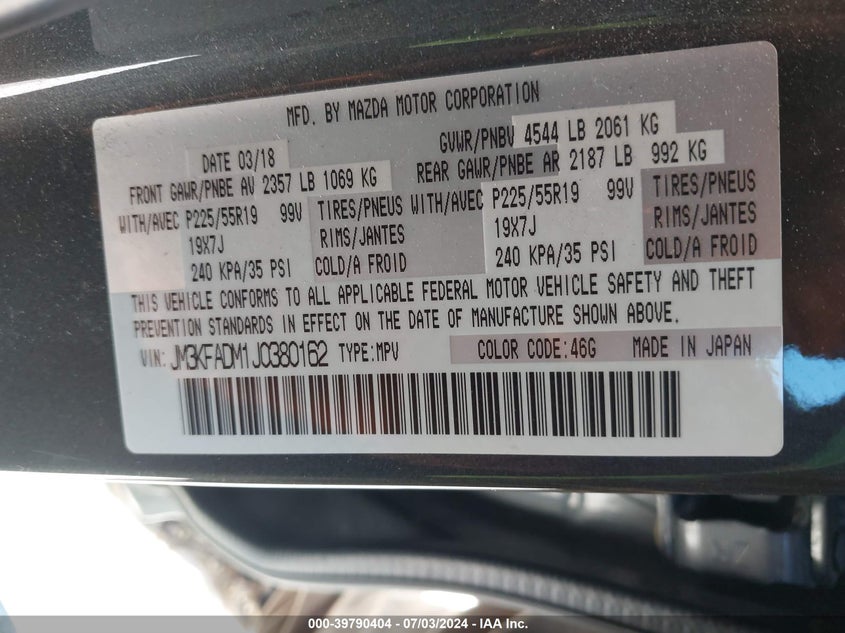 MFD. BY MAZDA MOTOR CORPORATION
DATE 03/18 GVWR/PNBV 4544 LB 2061 KG
FRONT GAWR/PNBE AV 2357 LB 1069 KG REAR GAWR/PNBE AR 2187 LB 992 KG
WITH/AVEC P225/55R19 99V TIRES/PNEUS WITH/AVEC P225/55R19 99V TIRES/PNEUS
19X7J RIMS/JANTES 19X7J RIMS/JANTES
240 KPA/35 PSI COLD/A FROID 240 KPA/35 PSI COLD/A FROID
THIS VEHICLE CONFORMS TO ALL APPLICABLE FEDERAL MOTOR VEHICLE SAFETY AND THEFT
PREVENTION STANDARDS IN EFFECT ON THE DATE OF MANUFACTURE SHOWN ABOVE.
VIN: JM3KFADM1J0380162 TYPE:MPV COLOR CODE:46G MADE IN JAPAN
000-39790404 - 07/03/2024 - IAA Inc.